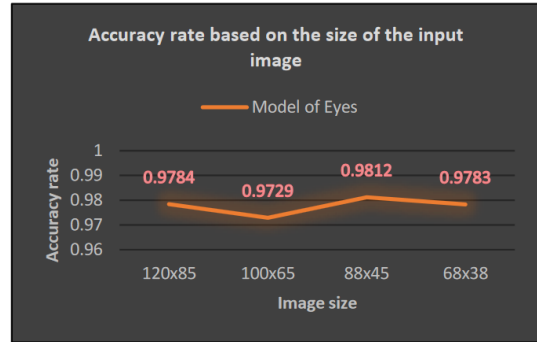 Accuracy rate based on the size of the input
image
Model of Eyes
Accuracy rate
1
0.99
0.98
0.97
0.96
0.9784
0.9729
0.9812
0.9783
120x85
100x65
88x45
68x38
Image size